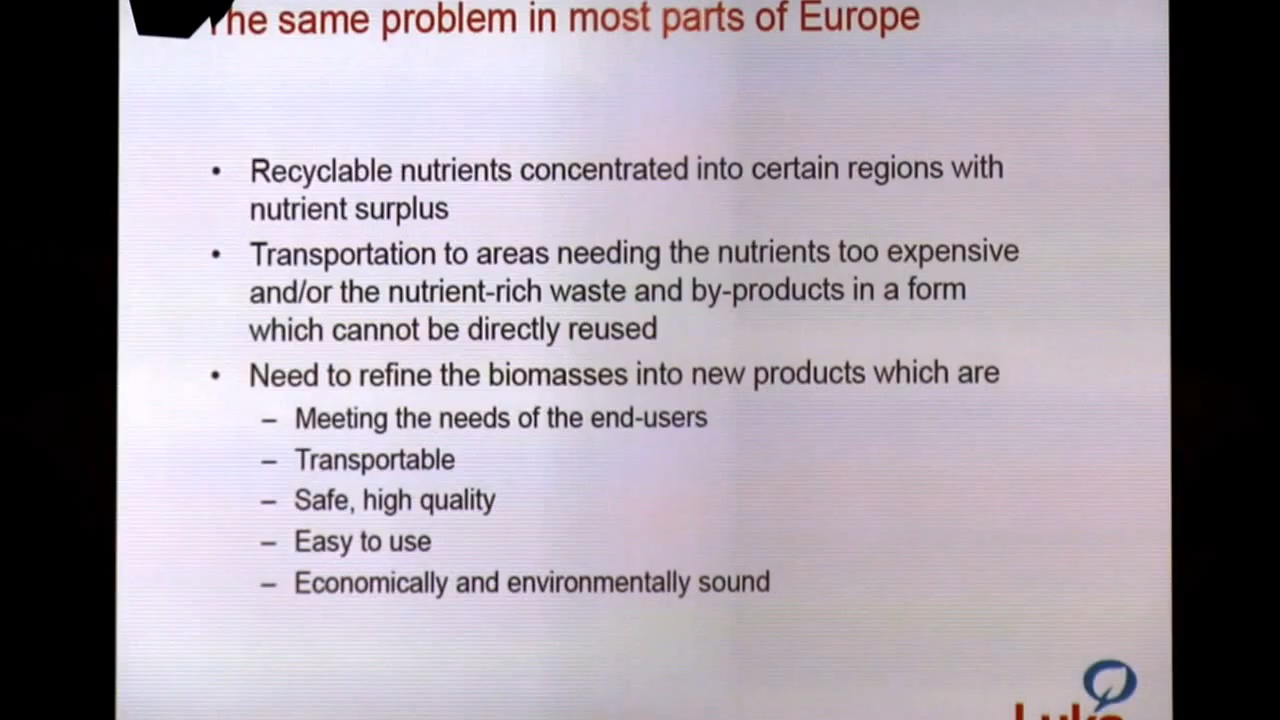 The same problem in most parts of Europe
• Recyclable nutrients concentrated into certain regions with
nutrient surplus
• Transportation to areas needing the nutrients too expensive
and/or the nutrient-rich waste and by-products in a form
which cannot be directly reused
• Need to refine the biomasses into new products which are
– Meeting the needs of the end-users
– Transportable
– Safe, high quality
– Easy to use
– Economically and environmentally sound
Luke